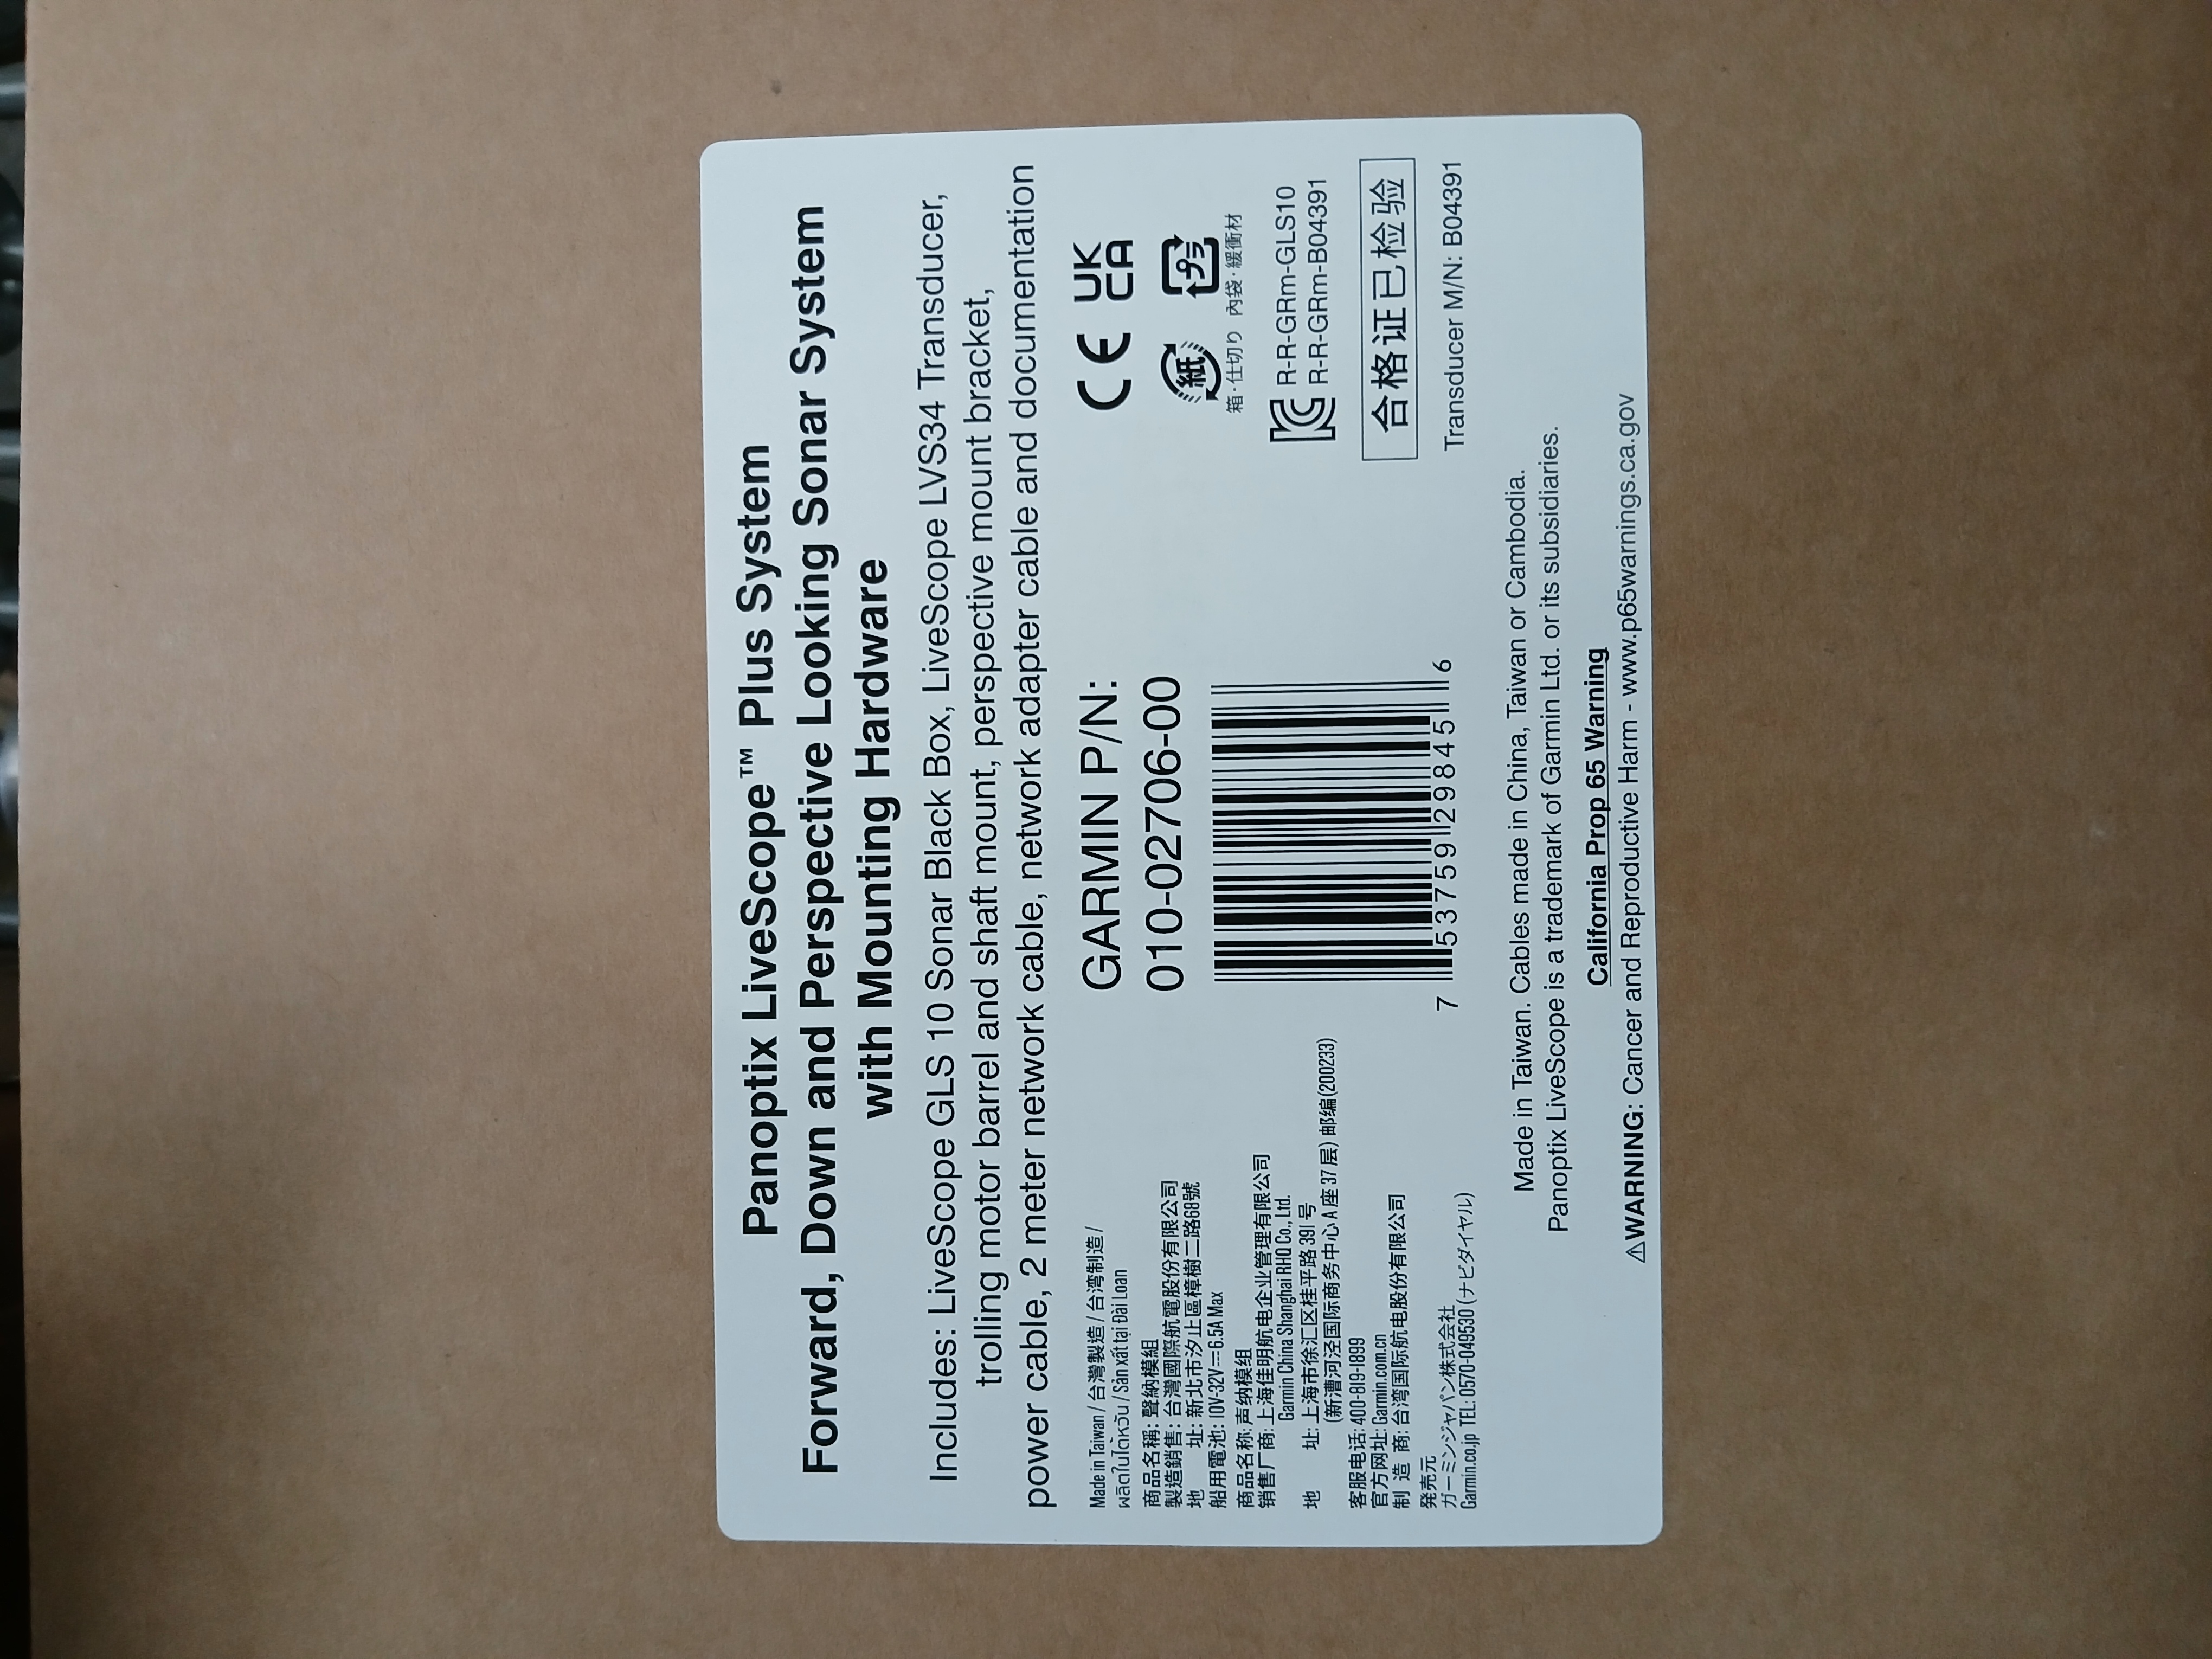 Panoptix LiveScope™ Plus System
Forward, Down and Perspective Looking Sonar System
with Mounting Hardware
Includes: LiveScope GLS 10 Sonar Black Box, LiveScope LVS34 Transducer,
trolling motor barrel and shaft mount, perspective mount bracket,
power cable, 2 meter network cable, network adapter cable and documentation
Made in Taiwan / 台灣製造 / 台湾制造 /
ผลิตในไต้หวัน / Sản xất tại Đài Loan
商品名稱: 聲納模組
製造銷售: 台灣國際航電股份有限公司
地 址: 新北市汐止區樟樹二路68號
船用電池: 10V-32V⎓6.5A Max
商品名称: 声纳模组
销售厂商: 上海佳明航电企业管理有限公司
Garmin China Shanghai RHQ Co., Ltd.
地 址: 上海市徐汇区桂平路 391 号
(新漕河泾国际商务中心 A 座 37 层) 邮编(200233)
客服电话: 400-819-1899
官方网址: Garmin.com.cn
制 造 商: 台湾国际航电股份有限公司
発売元
ガーミンジャパン株式会社
Garmin.co.jp TEL: 0570-049530 (ナビダイヤル)
GARMIN P/N:
010-02706-00
7 53759 29845 6
CE UK
CA
紙 プラ
箱・仕切り 內袋・緩衝材
R-R-GRm-GLS10
R-R-GRm-B04391
合格证已检验
Transducer M/N: B04391
Made in Taiwan. Cables made in China, Taiwan or Cambodia.
Panoptix LiveScope is a trademark of Garmin Ltd. or its subsidiaries.
California Prop 65 Warning
⚠WARNING: Cancer and Reproductive Harm - www.p65warnings.ca.gov